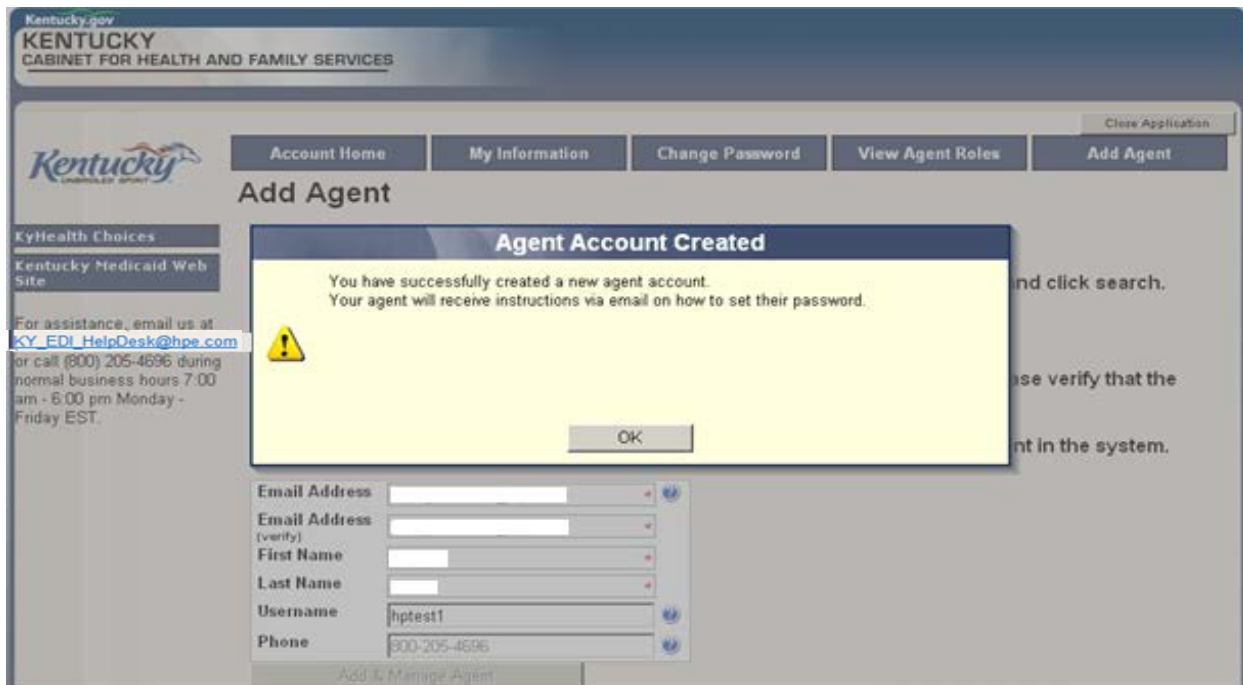 Kentucky.gov
KENTUCKY
CABINET FOR HEALTH AND FAMILY SERVICES
Close Application
Kentucky
UNBRIDLED SPIRIT
Account Home
My Information
Change Password
View Agent Roles
Add Agent
Add Agent
KyHealth Choices
Kentucky Medicaid Web
Site
For assistance, email us at
KY_EDI_HelpDesk@hpe.com
or call (800) 205-4696 during
normal business hours 7:00
am - 6:00 pm Monday -
Friday EST.
Agent Account Created
You have successfully created a new agent account.
Your agent will receive instructions via email on how to set their password.
OK
and click search.
verify that the
in the system.
Email Address *
Email Address *
(verify)
First Name *
Last Name *
Username hptest1
Phone 800-205-4696
Add & Manage Agent